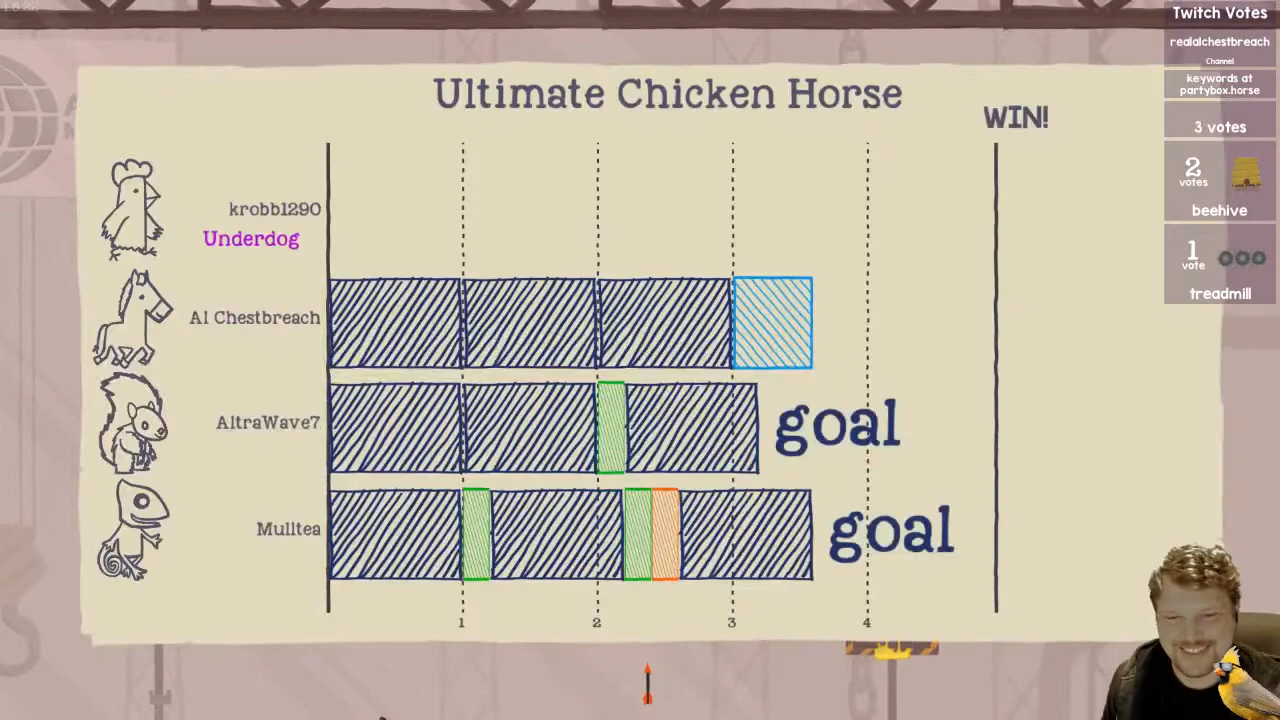 Ultimate Chicken Horse
WIN!
krobb1290
Underdog
Al Chestbreach
AltraWave7
goal
Mulltea
goal
1 2 3 4
Twitch Votes
realalchestbreach
Channel
keywords at
partybox.horse
3 votes
2
votes
beehive
1
vote
treadmill